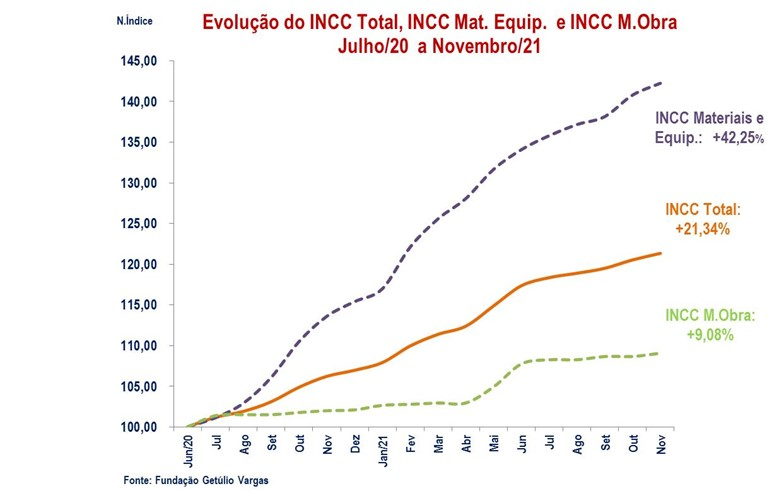 N.Índice
Evolução do INCC Total, INCC Mat. Equip. e INCC M.Obra
Julho/20 a Novembro/21
145,00
140,00
135,00
130,00
125,00
120,00
115,00
110,00
105,00
100,00
INCC Materiais e
Equip.: +42,25%
INCC Total:
+21,34%
INCC M.Obra:
+9,08%
Jun/20
Jul
Ago
Set
Out
Nov
Dez
Jan/21
Fev
Mar
Abr
Mai
Jun
Jul
Ago
Set
Out
Nov
Fonte: Fundação Getúlio Vargas